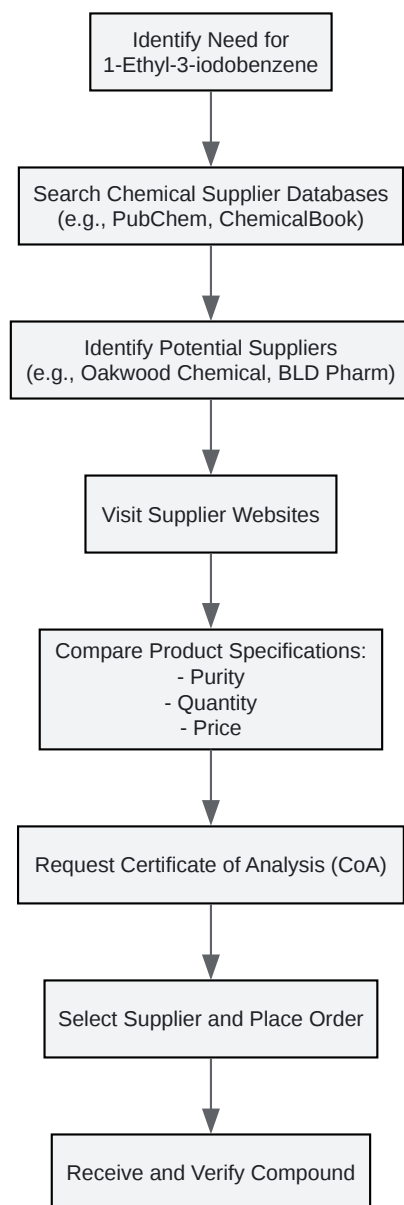 Identify Need for
1-Ethyl-3-iodobenzene
Search Chemical Supplier Databases
(e.g., PubChem, ChemicalBook)
Identify Potential Suppliers
(e.g., Oakwood Chemical, BLD Pharm)
Visit Supplier Websites
Compare Product Specifications:
- Purity
- Quantity
- Price
Request Certificate of Analysis (CoA)
Select Supplier and Place Order
Receive and Verify Compound